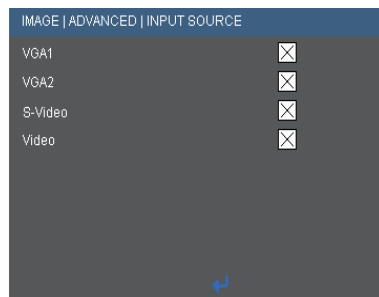 IMAGE | ADVANCED | INPUT SOURCE
VGA1
VGA2
S-Video
Video